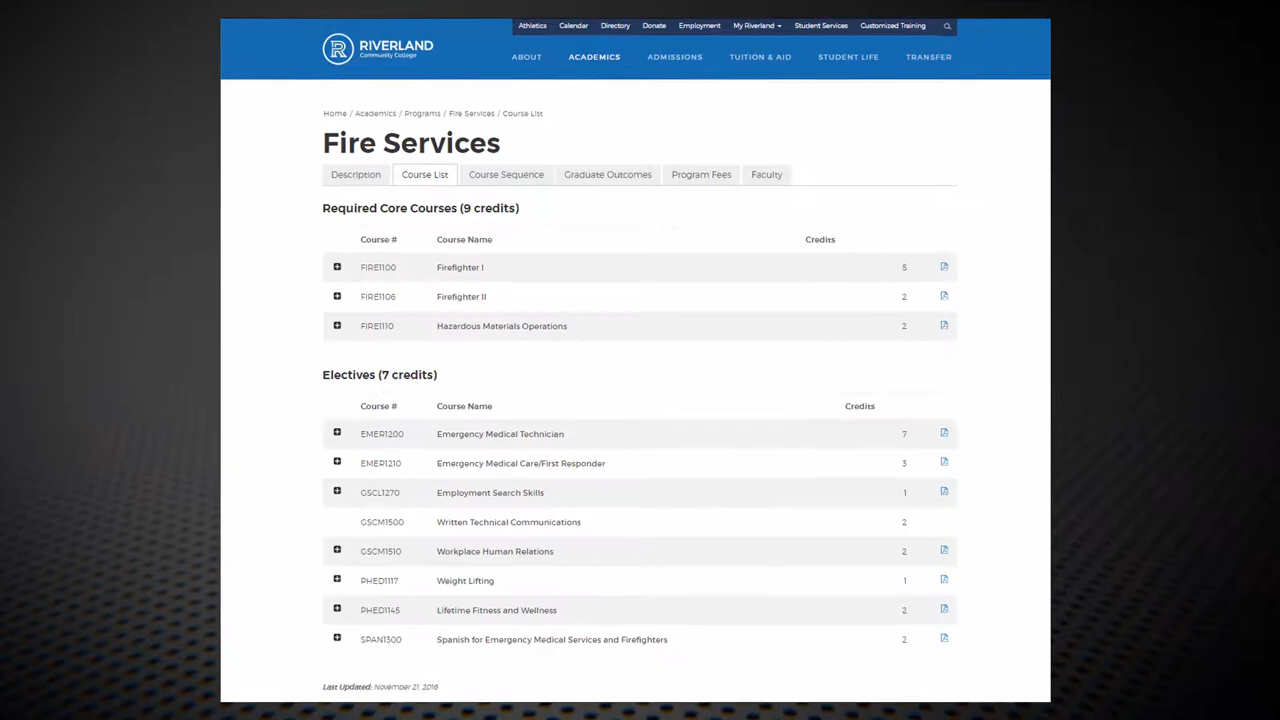 Athletics Calendar Directory Donate Employment My Riverland Student Services Customized Training
RIVERLAND
Community College
ABOUT ACADEMICS ADMISSIONS TUITION & AID STUDENT LIFE TRANSFER
Home / Academics / Programs / Fire Services / Course List
Fire Services
Description Course List Course Sequence Graduate Outcomes Program Fees Faculty
Required Core Courses (9 credits)
Course # Course Name Credits
FIRE1100 Firefighter I 5
FIRE1106 Firefighter II 2
FIRE1110 Hazardous Materials Operations 2
Electives (7 credits)
Course # Course Name Credits
EMER1200 Emergency Medical Technician 7
EMER1210 Emergency Medical Care/First Responder 3
GSCL1270 Employment Search Skills 1
GSCM1500 Written Technical Communications 2
GSCM1510 Workplace Human Relations 2
PHED1117 Weight Lifting 1
PHED1145 Lifetime Fitness and Wellness 2
SPAN1300 Spanish for Emergency Medical Services and Firefighters 2
Last Updated: November 21, 2016